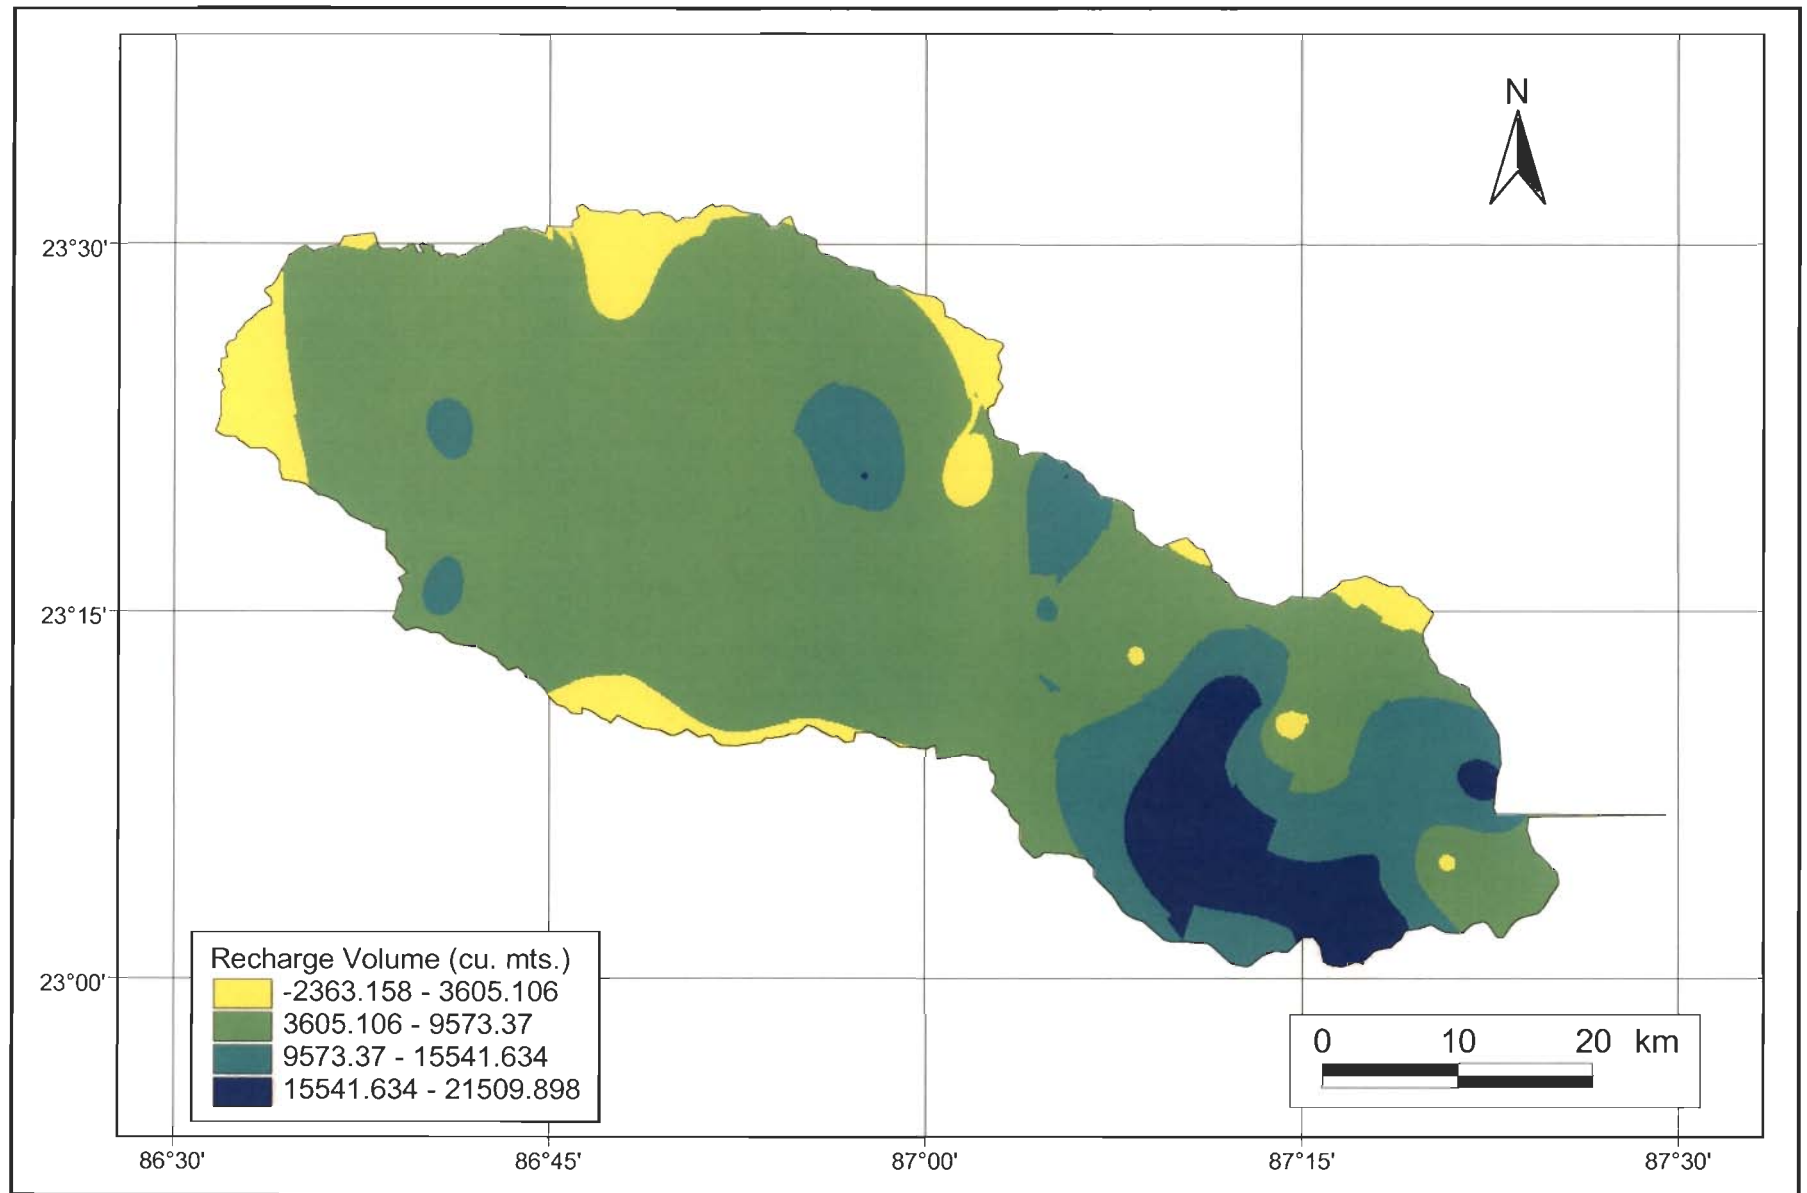 N
23°30'
23°15'
23°00'
Recharge Volume (cu. mts.)
-2363.158 - 3605.106
3605.106 - 9573.37
9573.37 - 15541.634
15541.634 - 21509.898
0 10 20 km
86°30' 86°45' 87°00' 87°15' 87°30'